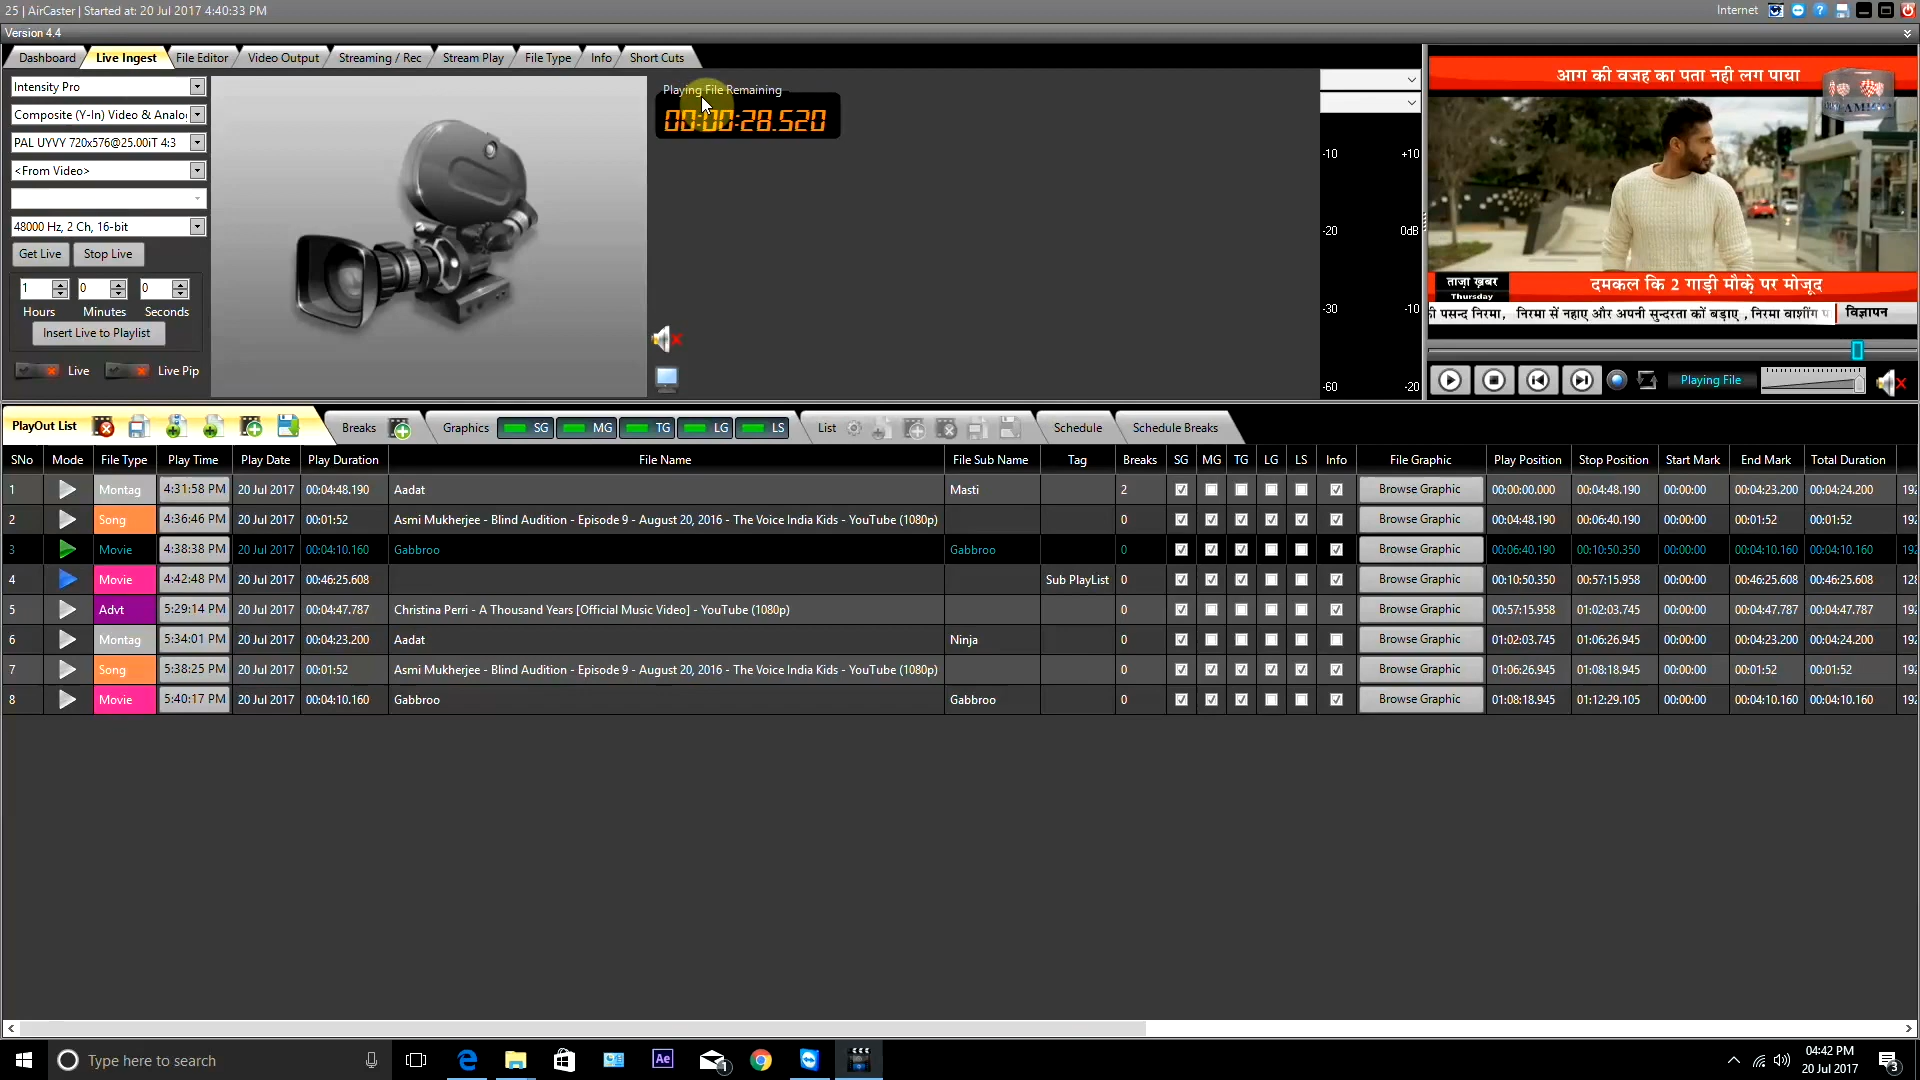 25 | AirCaster | Started at: 20 Jul 2017 4:40:33 PM
Internet
Version 4.4
Dashboard Live Ingest File Editor Video Output Streaming / Rec Stream Play File Type Info Short Cuts
Intensity Pro
Composite (Y-In) Video & Analo
PAL UYVY 720x576@25.00iT 4:3
<From Video>
48000 Hz, 2 Ch, 16-bit
Get Live Stop Live
1 0 0
Hours Minutes Seconds
Insert Live to Playlist
Live Live Pip
Playing File Remaining
00:00:28.520
-10 +10
-20 0dB
-30 -10
-60 -20
आग की वजह का पता नही लग पाया
ताज़ा ख़बर
Thursday
दमकल कि 2 गाड़ी मौक़े पर मोजूद
की पसन्द निरमा, निरमा सें नहाए और अपनी सुन्दरता कों बड़ाए , निरमा वाशींग प
विज्ञापन
Playing File
PlayOut List Breaks Graphics SG MG TG LG LS List Schedule Schedule Breaks
SNo Mode File Type Play Time Play Date Play Duration File Name File Sub Name Tag Breaks SG MG TG LG LS Info File Graphic Play Position Stop Position Start Mark End Mark Total Duration
1 Montag 4:31:58 PM 20 Jul 2017 00:04:48.190 Aadat Masti 2 Browse Graphic 00:00:00.000 00:04:48.190 00:00:00 00:04:23.200 00:04:24.200 192
2 Song 4:36:46 PM 20 Jul 2017 00:01:52 Asmi Mukherjee - Blind Audition - Episode 9 - August 20, 2016 - The Voice India Kids - YouTube (1080p) 0 Browse Graphic 00:04:48.190 00:06:40.190 00:00:00 00:01:52 00:01:52 192
3 Movie 4:38:38 PM 20 Jul 2017 00:04:10.160 Gabbroo Gabbroo 0 Browse Graphic 00:06:40.190 00:10:50.350 00:00:00 00:04:10.160 00:04:10.160 192
4 Movie 4:42:48 PM 20 Jul 2017 00:46:25.608 Sub PlayList 0 Browse Graphic 00:10:50.350 00:57:15.958 00:00:00 00:46:25.608 00:46:25.608 128
5 Advt 5:29:14 PM 20 Jul 2017 00:04:47.787 Christina Perri - A Thousand Years [Official Music Video] - YouTube (1080p) 0 Browse Graphic 00:57:15.958 01:02:03.745 00:00:00 00:04:47.787 00:04:47.787 192
6 Montag 5:34:01 PM 20 Jul 2017 00:04:23.200 Aadat Ninja 0 Browse Graphic 01:02:03.745 01:06:26.945 00:00:00 00:04:23.200 00:04:24.200 192
7 Song 5:38:25 PM 20 Jul 2017 00:01:52 Asmi Mukherjee - Blind Audition - Episode 9 - August 20, 2016 - The Voice India Kids - YouTube (1080p) 0 Browse Graphic 01:06:26.945 01:08:18.945 00:00:00 00:01:52 00:01:52 192
8 Movie 5:40:17 PM 20 Jul 2017 00:04:10.160 Gabbroo Gabbroo 0 Browse Graphic 01:08:18.945 01:12:29.105 00:00:00 00:04:10.160 00:04:10.160 192
Type here to search
Ae
1
04:42 PM
20 Jul 2017
3